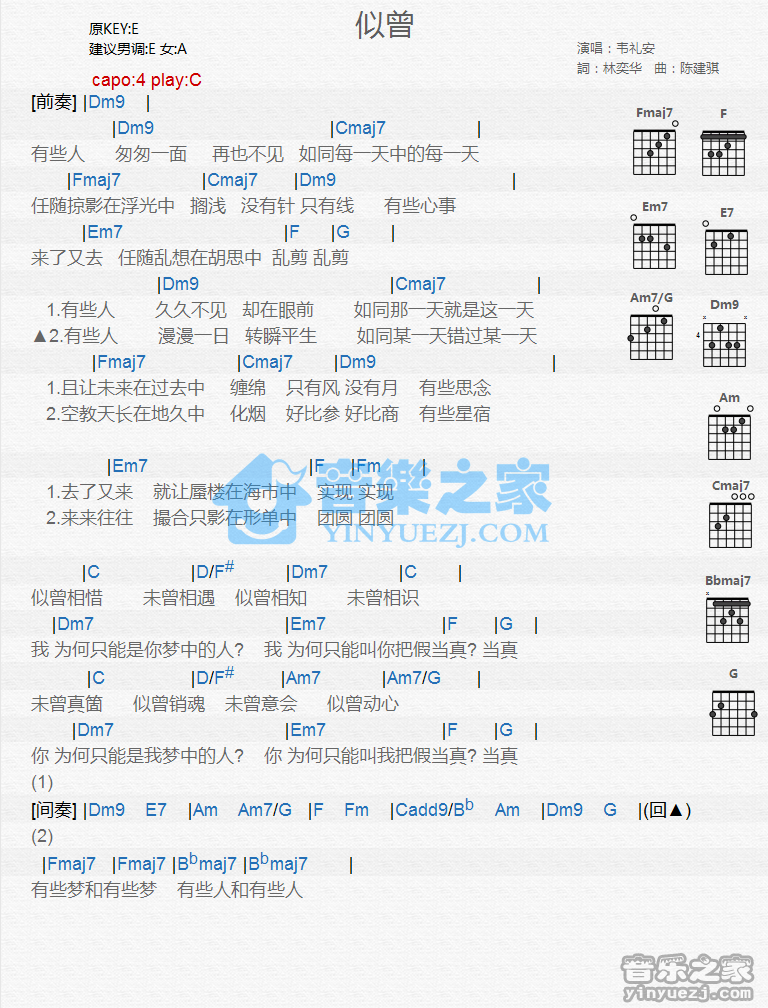 似曾
原KEY:E
建议男调:E 女:A
演唱：韦礼安
詞：林奕华 曲：陈建骐
capo:4 play:C
[前奏] |Dm9 |
|Dm9 |Cmaj7 |
有些人 匆匆一面 再也不见 如同每一天中的每一天
|Fmaj7 |Cmaj7 |Dm9 |
任随掠影在浮光中 搁浅 没有针 只有线 有些心事
|Em7 |F |G |
来了又去 任随乱想在胡思中 乱剪 乱剪
|Dm9 |Cmaj7 |
1.有些人 久久不见 却在眼前 如同那一天就是这一天
▲2.有些人 漫漫一日 转瞬平生 如同某一天错过某一天
|Fmaj7 |Cmaj7 |Dm9 |
1.且让未来在过去中 缠绵 只有风 没有月 有些思念
2.空教天长在地久中 化烟 好比参 好比商 有些星宿
|Em7 |F |Fm |
1.去了又来 就让蜃楼在海市中 实现 实现
2.来来往往 撮合只影在形单中 团圆 团圆
|C |D/F# |Dm7 |C |
似曾相惜 未曾相遇 似曾相知 未曾相识
|Dm7 |Em7 |F |G |
我 为何只能是你梦中的人? 我 为何只能叫你把假当真? 当真
|C |D/F# |Am7 |Am7/G |
未曾真箇 似曾销魂 未曾意会 似曾动心
|Dm7 |Em7 |F |G |
你 为何只能是我梦中的人? 你 为何只能叫我把假当真? 当真
(1)
[间奏] |Dm9 E7 |Am Am7/G |F Fm |Cadd9/Bb Am |Dm9 G |(回▲)
(2)
|Fmaj7 |Fmaj7 |Bbmaj7 |Bbmaj7 |
有些梦和有些梦 有些人和有些人
Fmaj7 F
Em7 E7
Am7/G Dm9
x x
4
Am
Cmaj7
Bbmaj7
x
G
音樂之家
YINYUEZJ.COM
音乐之家
yinyuezj.com